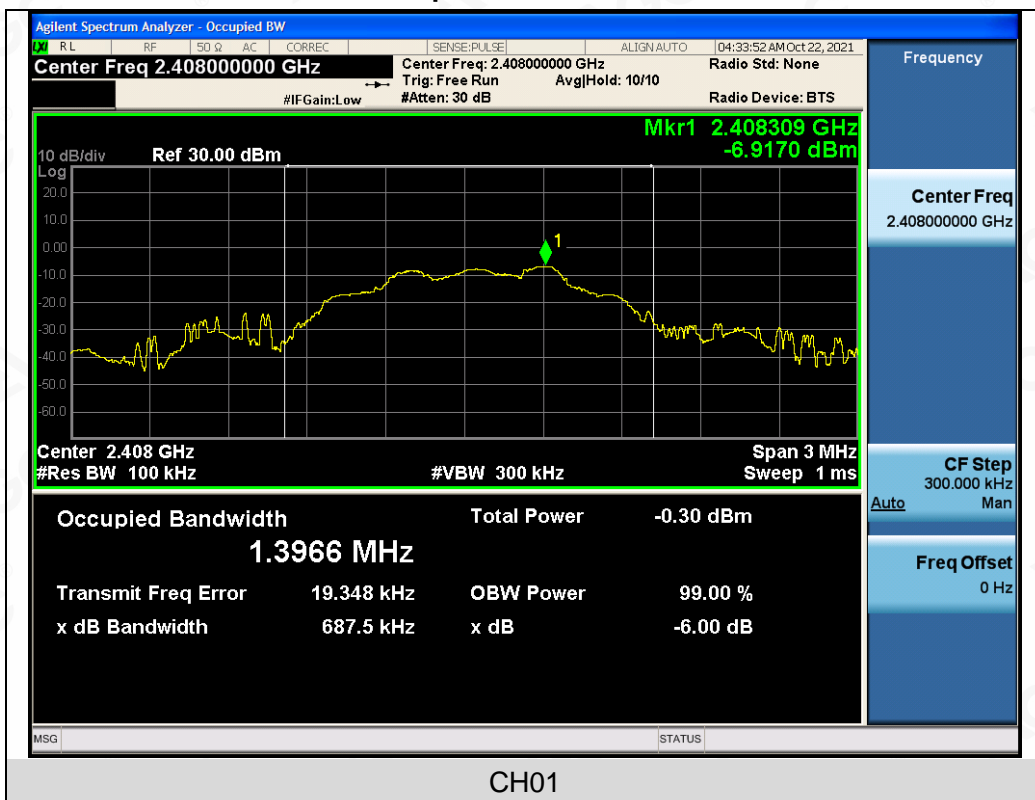 Agilent Spectrum Analyzer - Occupied BW
LXI RL RF 50 Ω AC CORREC SENSE:PULSE ALIGN AUTO 04:33:52 AM Oct 22, 2021
Center Freq 2.408000000 GHz
Center Freq: 2.408000000 GHz Radio Std: None
Trig: Free Run Avg|Hold: 10/10
#IFGain:Low #Atten: 30 dB Radio Device: BTS
Mkr1 2.408309 GHz
-6.9170 dBm
10 dB/div Ref 30.00 dBm
Log
20.0
10.0
0.00
-10.0
-20.0
-30.0
-40.0
-50.0
-60.0
1
Center 2.408 GHz Span 3 MHz
#Res BW 100 kHz #VBW 300 kHz Sweep 1 ms
Occupied Bandwidth Total Power -0.30 dBm
1.3966 MHz
Transmit Freq Error 19.348 kHz OBW Power 99.00 %
x dB Bandwidth 687.5 kHz x dB -6.00 dB
MSG STATUS
Frequency
Center Freq
2.408000000 GHz
CF Step
300.000 kHz
Auto Man
Freq Offset
0 Hz
CH01